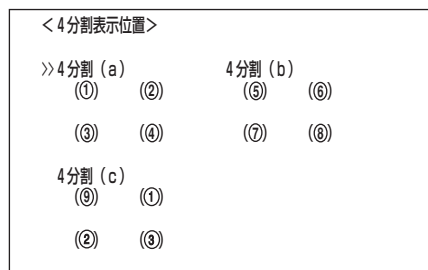 <4分割表示位置>
»4分割(a) 4分割(b)
(①) (②) (⑤) (⑥)
(③) (④) (⑦) (⑧)
4分割(c)
(⑨) (①)
(②) (③)